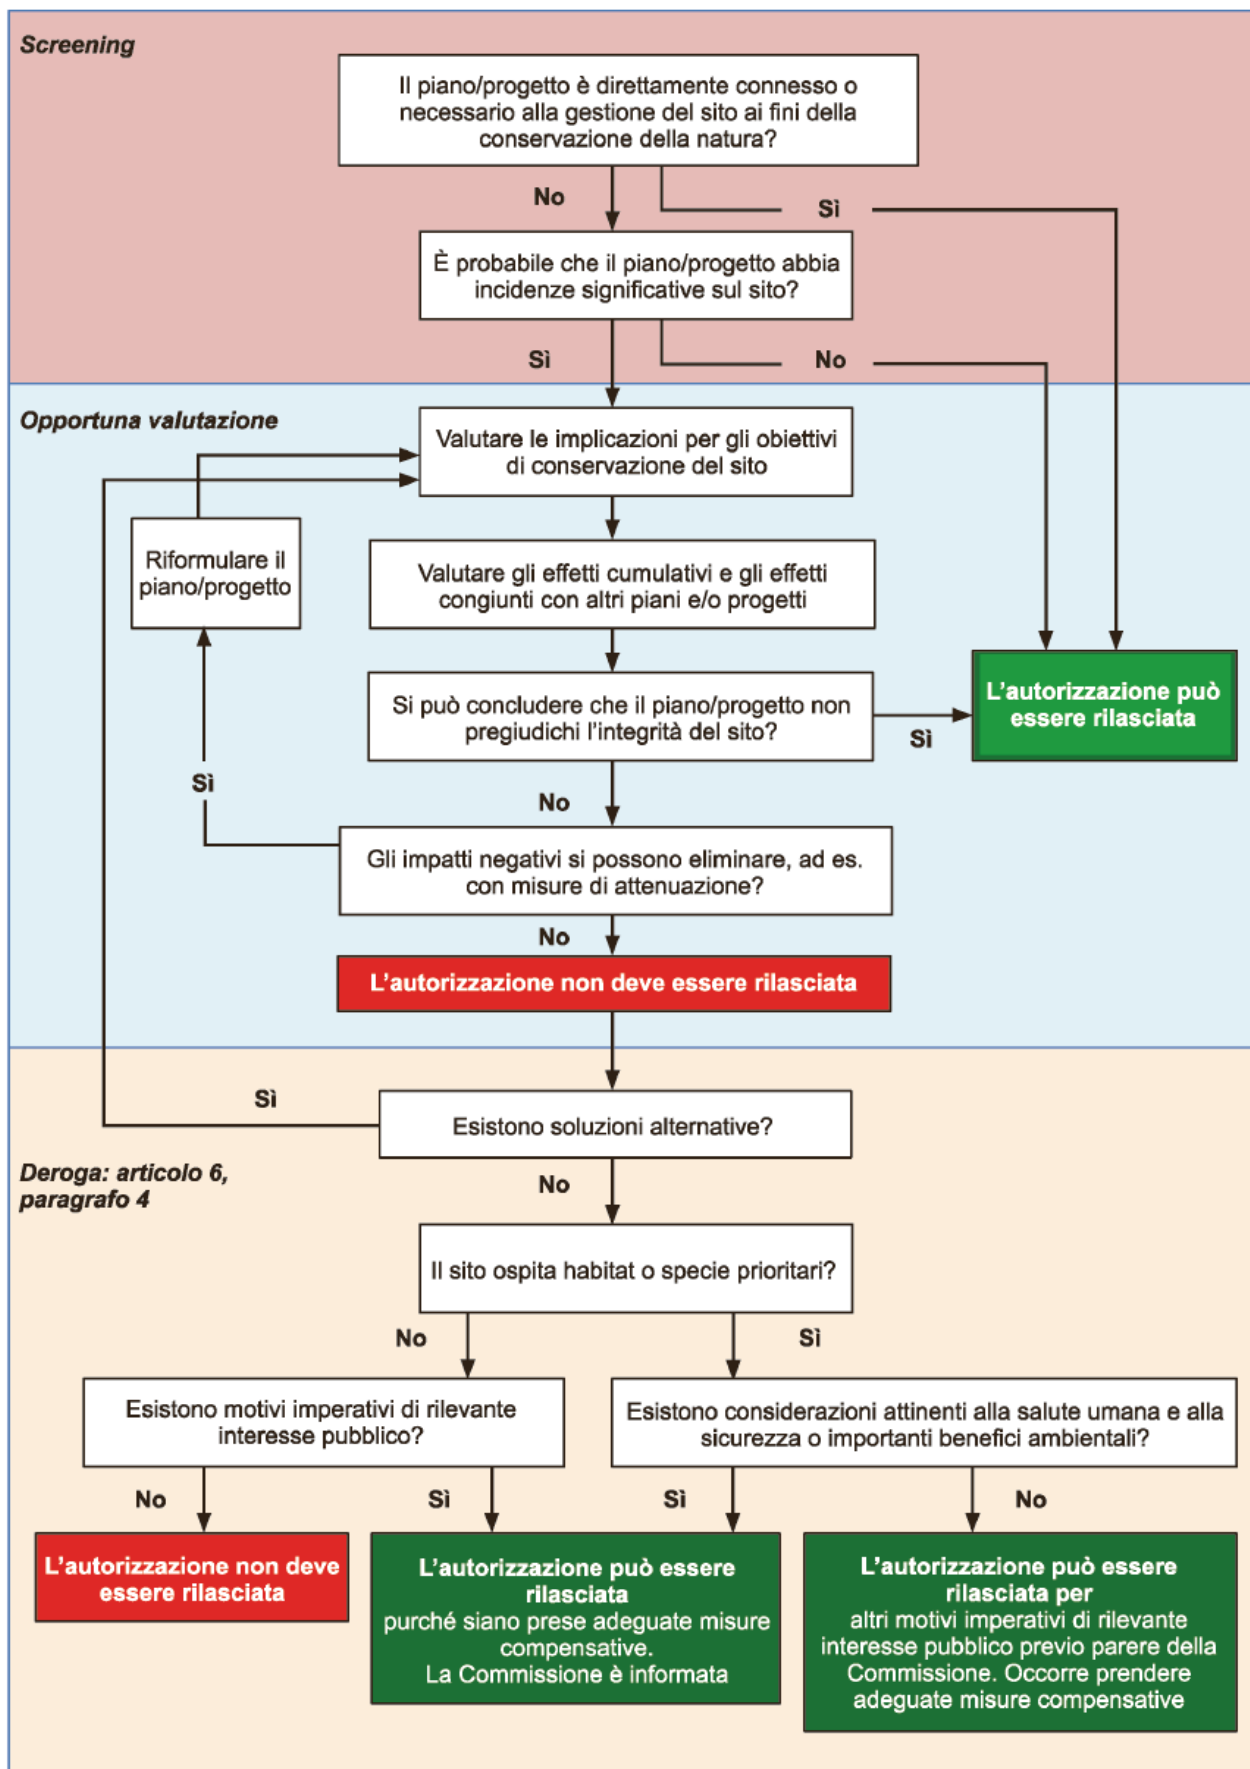 Screening
Il piano/progetto è direttamente connesso o
necessario alla gestione del sito ai fini della
conservazione della natura?
No
Sì
È probabile che il piano/progetto abbia
incidenze significative sul sito?
Sì
No
Opportuna valutazione
Valutare le implicazioni per gli obiettivi
di conservazione del sito
Riformulare il
piano/progetto
Valutare gli effetti cumulativi e gli effetti
congiunti con altri piani e/o progetti
Si può concludere che il piano/progetto non
pregiudichi l'integrità del sito?
Sì
L'autorizzazione può
essere rilasciata
Sì
No
Gli impatti negativi si possono eliminare, ad es.
con misure di attenuazione?
No
L'autorizzazione non deve essere rilasciata
Sì
Esistono soluzioni alternative?
Deroga: articolo 6,
paragrafo 4
No
Il sito ospita habitat o specie prioritari?
No
Sì
Esistono motivi imperativi di rilevante
interesse pubblico?
Esistono considerazioni attinenti alla salute umana e alla
sicurezza o importanti benefici ambientali?
No
Sì
Sì
No
L'autorizzazione non deve
essere rilasciata
L'autorizzazione può essere
rilasciata
purché siano prese adeguate misure
compensative.
La Commissione è informata
L'autorizzazione può essere
rilasciata per
altri motivi imperativi di rilevante
interesse pubblico previo parere della
Commissione. Occorre prendere
adeguate misure compensative